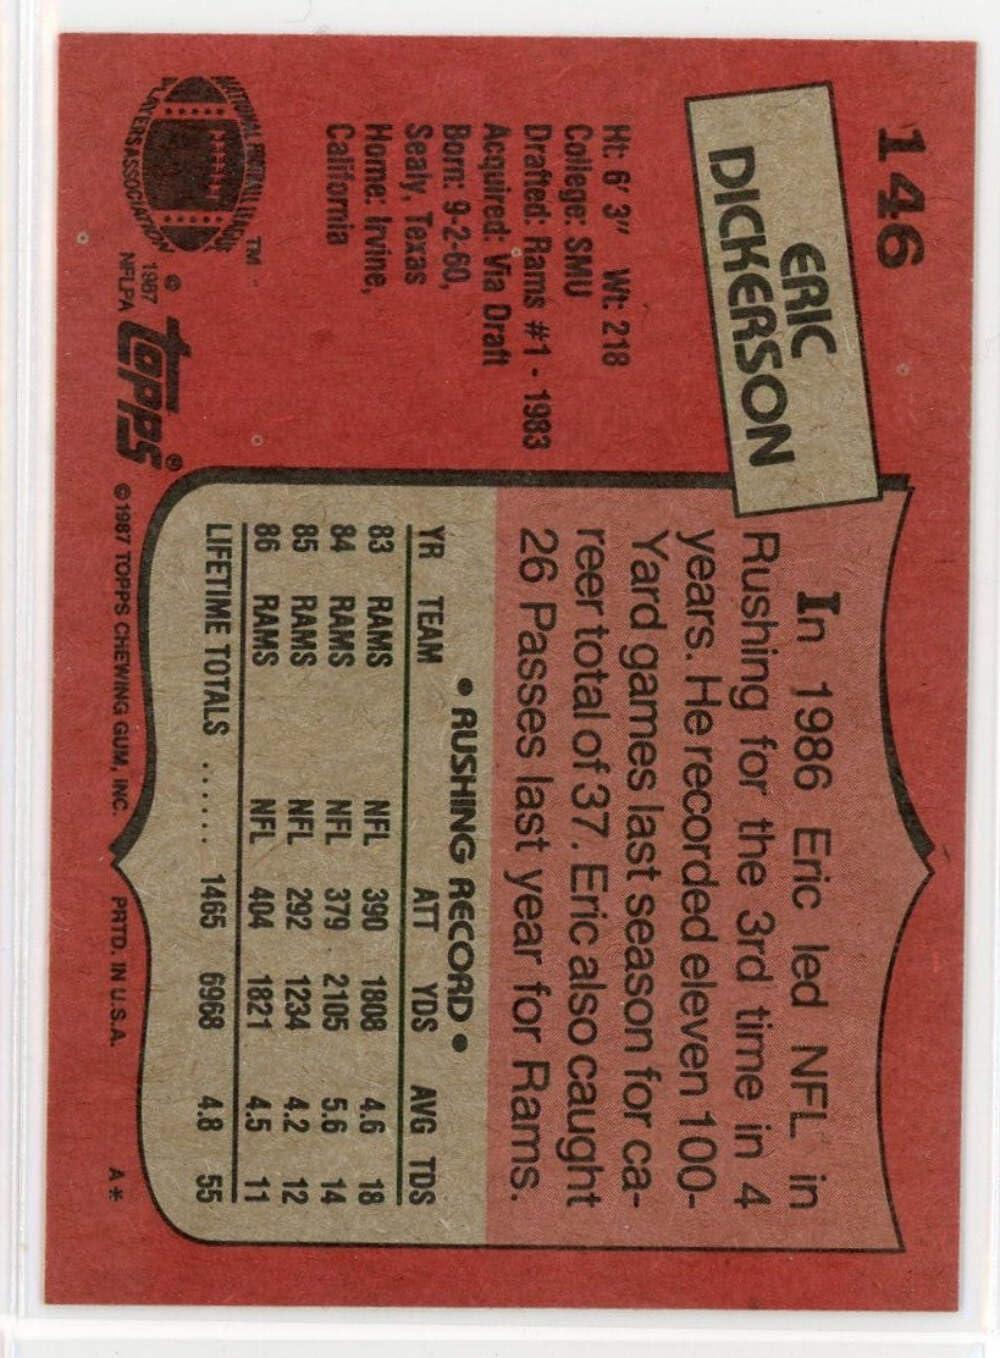 146
ERIC
DICKERSON
Ht: 6' 3" Wt: 218
College: SMU
Drafted: Rams #1 - 1983
Acquired: Via Draft
Born: 9-2-60,
Sealy, Texas
Home: Irvine,
California
NATIONAL FOOTBALL LEAGUE
PLAYERS ASSOCIATION
TM
©
1987
NFLPA
TOPPS®
In 1986 Eric led NFL in
Rushing for the 3rd time in 4
years. He recorded eleven 100-
Yard games last season for ca-
reer total of 37. Eric also caught
26 Passes last year for Rams.
• RUSHING RECORD •
YR TEAM ATT YDS AVG TDS
83 RAMS NFL 390 1808 4.6 18
84 RAMS NFL 379 2105 5.6 14
85 RAMS NFL 292 1234 4.2 12
86 RAMS NFL 404 1821 4.5 11
LIFETIME TOTALS ...... 1465 6968 4.8 55
©1987 TOPPS CHEWING GUM, INC. PRTD. IN U.S.A. A*